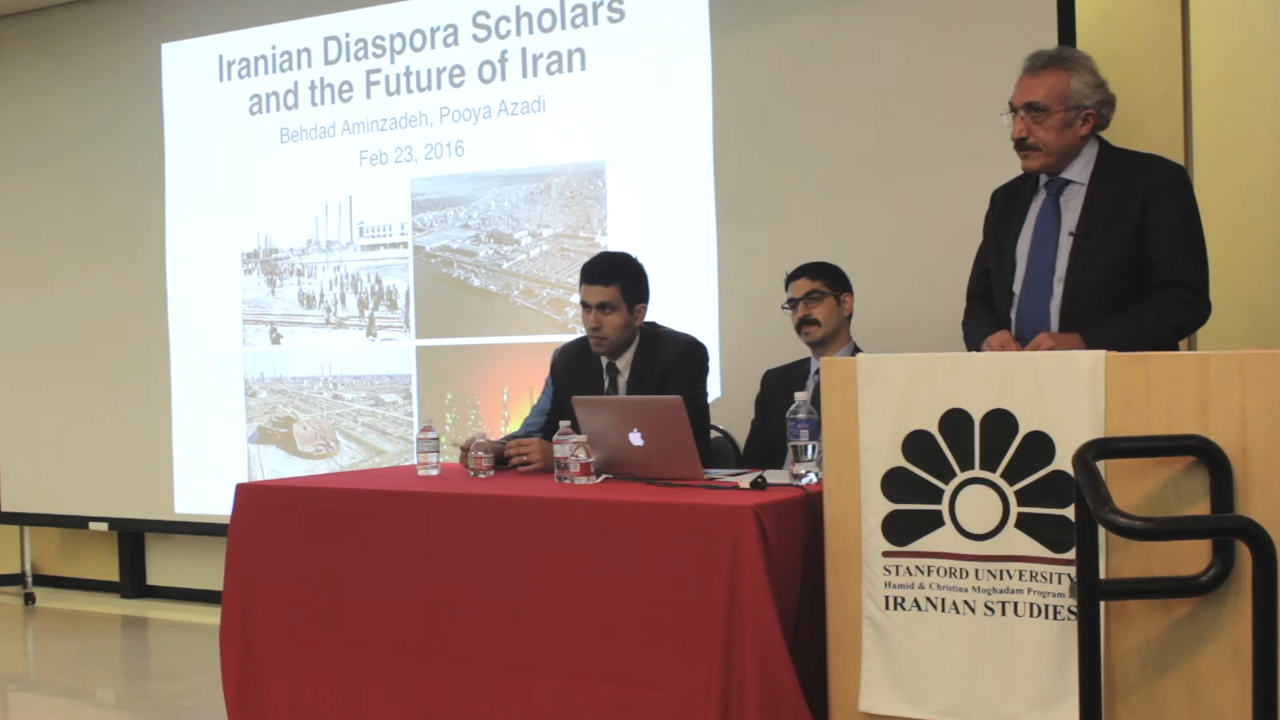 Iranian Diaspora Scholars
and the Future of Iran
Behdad Aminzadeh, Pooya Azadi
Feb 23, 2016
STANFORD UNIVERSITY
Hamid & Christina Moghadam Program
IRANIAN STUDIES